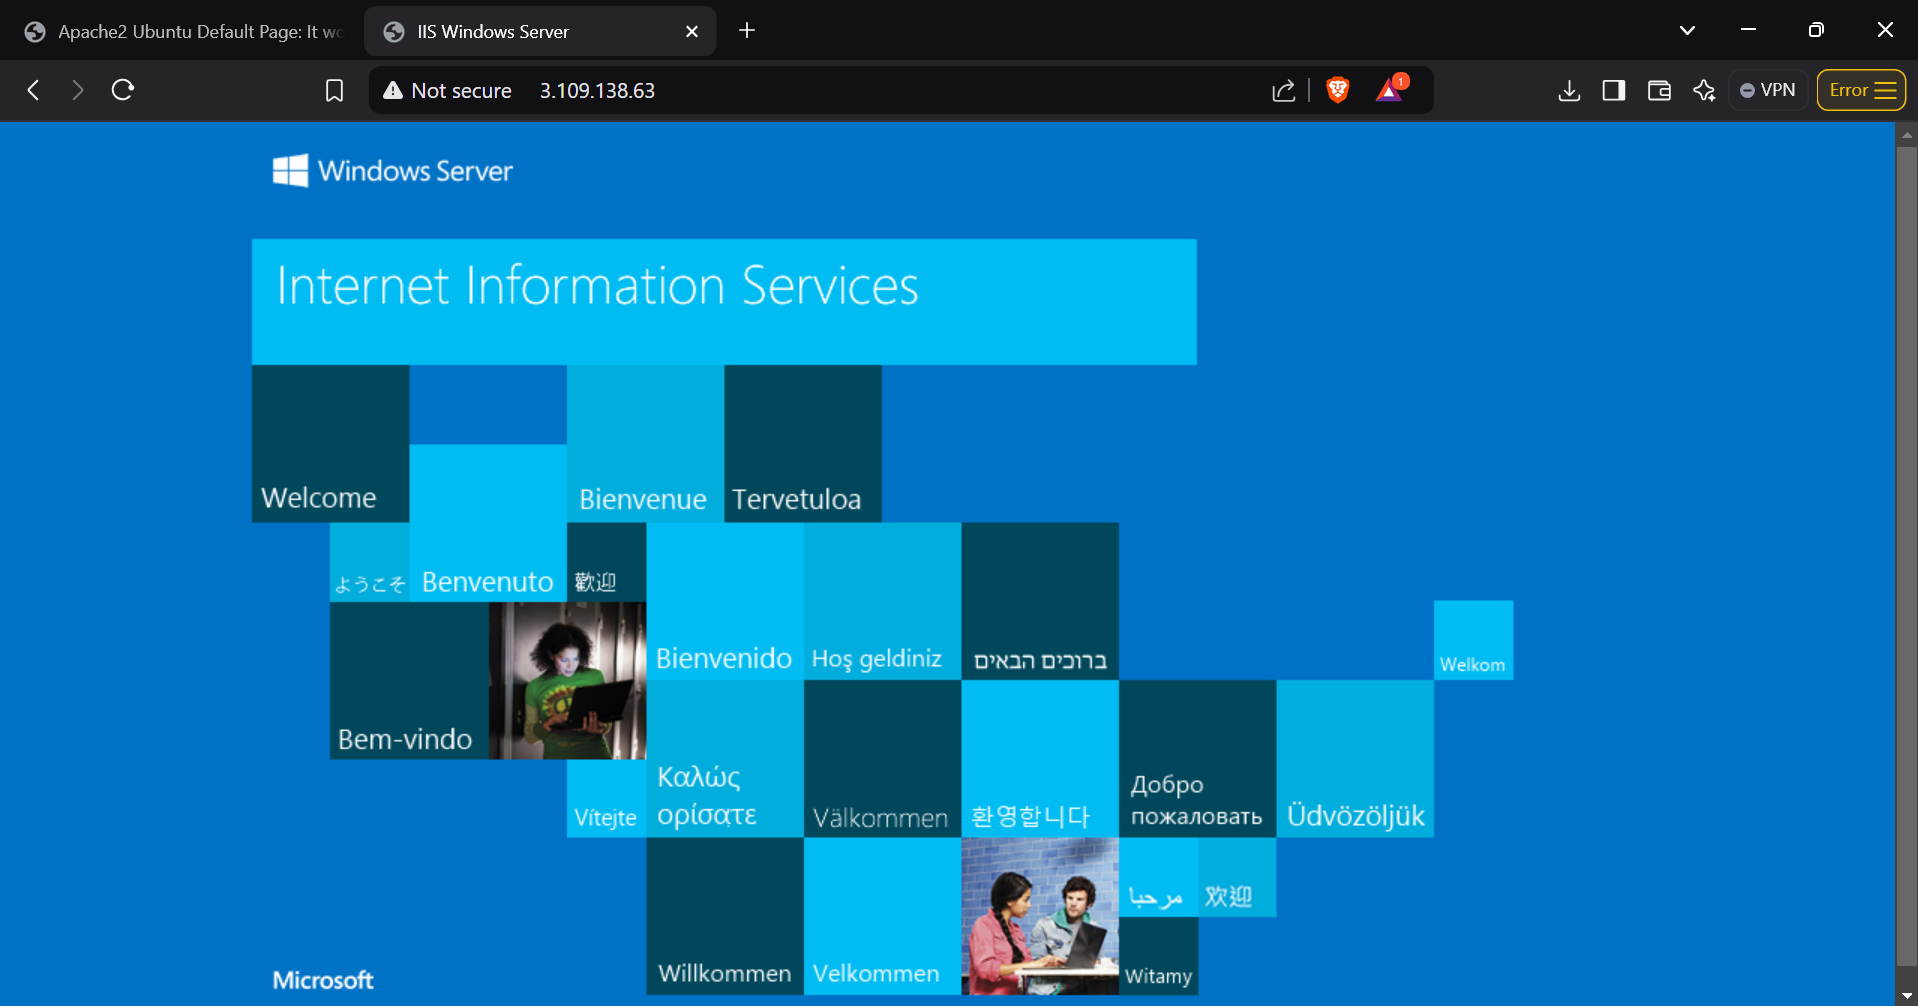 Apache2 Ubuntu Default Page: It wo
IIS Windows Server
Not secure
3.109.138.63
1
VPN
Error
Windows Server
Internet Information Services
Welcome
Bienvenue
Tervetuloa
ようこそ
Benvenuto
歡迎
Bienvenido
Hoş geldiniz
ברוכים הבאים
Welkom
Bem-vindo
Vítejte
Καλώς
ορίσατε
Välkommen
환영합니다
Добро
пожаловать
Üdvözöljük
مرحبا
欢迎
Willkommen
Velkommen
Witamy
Microsoft